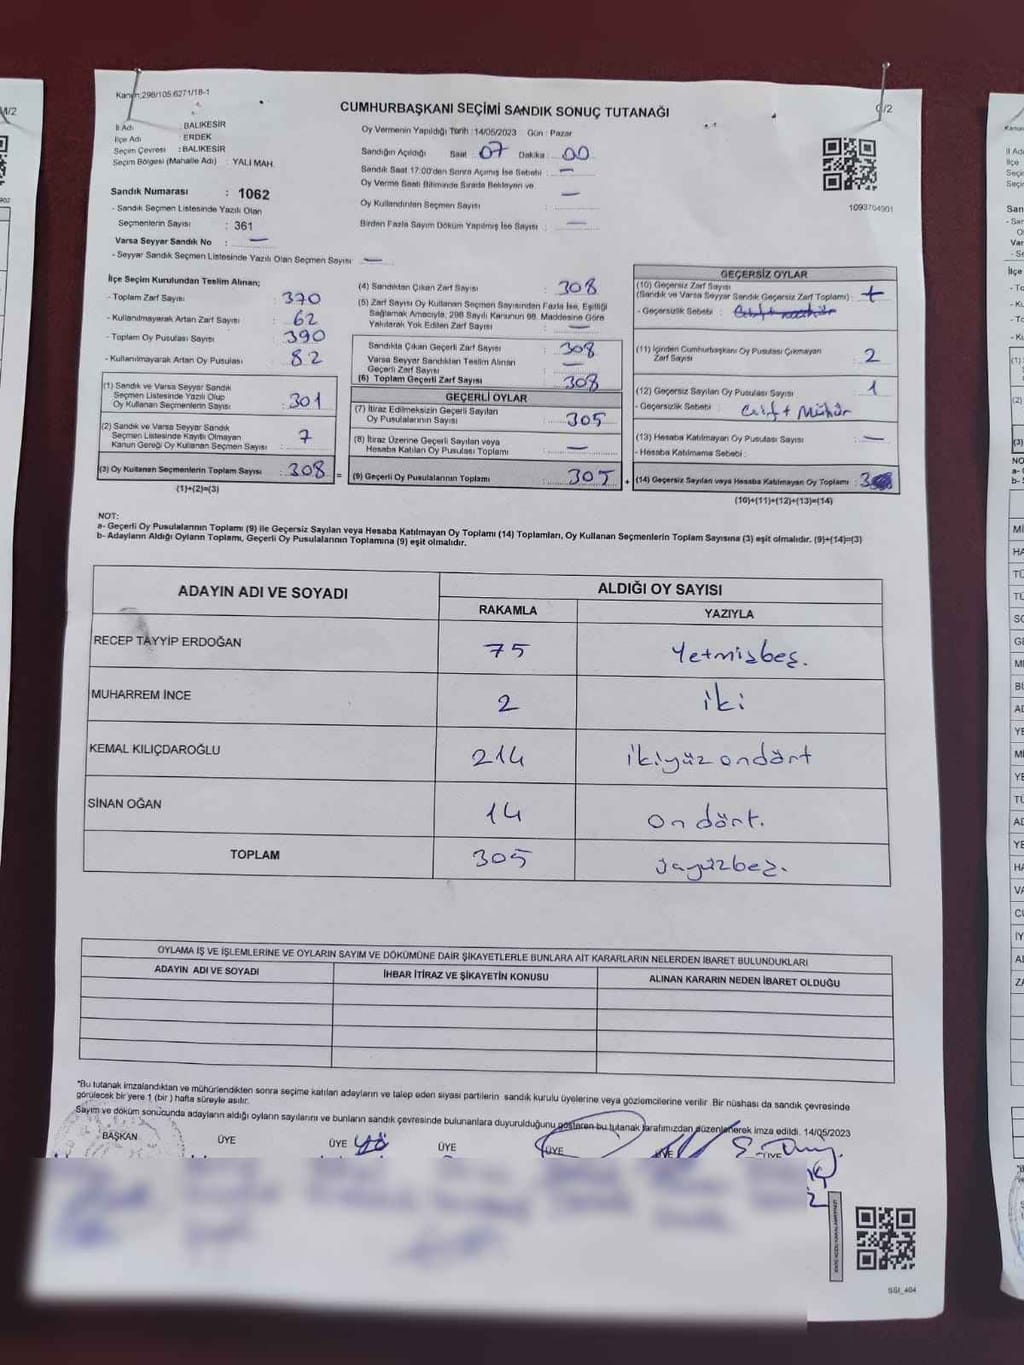 Kanun:298/105.6271/18-1
CUMHURBAŞKANI SEÇİMİ SANDIK SONUÇ TUTANAĞI
/2
İl Adı : BALIKESİR
İlçe Adı : ERDEK
Seçim Çevresi : BALIKESİR
Seçim Bölgesi (Mahalle Adı) : YALI MAH.
Sandık Numarası : 1062
- Sandık Seçmen Listesinde Yazılı Olan
Seçmenlerin Sayısı : 361
Varsa Seyyar Sandık No : —
- Seyyar Sandık Seçmen Listesinde Yazılı Olan Seçmen Sayısı : —
Oy Vermenin Yapıldığı Tarih : 14/05/2023 Gün : Pazar
Sandığın Açıldığı Saat 07 Dakika : 00
Sandık Saat 17:00'den Sonra Açılmış İse Sebebi : —
Oy Verme Saati Bitiminde Sırada Bekleyen ve
Oy Kullandırılan Seçmen Sayısı : —
Birden Fazla Sayım Döküm Yapılmış İse Sayısı : —
1093704901
İlçe Seçim Kurulundan Teslim Alınan;
- Toplam Zarf Sayısı : 370
- Kullanılmayarak Artan Zarf Sayısı : 62
- Toplam Oy Pusulası Sayısı : 390
- Kullanılmayarak Artan Oy Pusulası : 82
(1) Sandık ve Varsa Seyyar Sandık
Seçmen Listesinde Yazılı Olup
Oy Kullanan Seçmenlerin Sayısı : 301
(2) Sandık ve Varsa Seyyar Sandık
Seçmen Listesinde Kayıtlı Olmayan
Kanun Gereği Oy Kullanan Seçmen Sayısı : 7
(3) Oy Kullanan Seçmenlerin Toplam Sayısı : 308 =
(1)+(2)=(3)
(4) Sandıktan Çıkan Zarf Sayısı : 308
(5) Zarf Sayısı Oy Kullanan Seçmen Sayısından Fazla İse, Eşitliği
Sağlamak Amacıyla, 298 Sayılı Kanunun 98. Maddesine Göre
Yakılarak Yok Edilen Zarf Sayısı : —
Sandıkta Çıkan Geçerli Zarf Sayısı : 308
Varsa Seyyar Sandıktan Teslim Alınan
Geçerli Zarf Sayısı : —
(6) Toplam Geçerli Zarf Sayısı : 308
GEÇERLİ OYLAR
(7) İtiraz Edilmeksizin Geçerli Sayılan
Oy Pusulalarının Sayısı : 305
(8) İtiraz Üzerine Geçerli Sayılan veya
Hesaba Katılan Oy Pusulası Toplamı : —
(9) Geçerli Oy Pusulalarının Toplamı : 305 +
GEÇERSİZ OYLAR
(10) Geçersiz Zarf Sayısı
(Sandık ve Varsa Seyyar Sandık Geçersiz Zarf Toplamı) :
- Geçersizlik Sebebi :
(11) İçinden Cumhurbaşkanı Oy Pusulası Çıkmayan
Zarf Sayısı : 2
(12) Geçersiz Sayılan Oy Pusulası Sayısı : 1
- Geçersizlik Sebebi : Çift Mühür
(13) Hesaba Katılmayan Oy Pusulası Sayısı : —
- Hesaba Katılmama Sebebi :
(14) Geçersiz Sayılan veya Hesaba Katılmayan Oy Toplamı : 3
(10)+(11)+(12)+(13)=(14)
NOT:
a- Geçerli Oy Pusulalarının Toplamı (9) ile Geçersiz Sayılan veya Hesaba Katılmayan Oy Toplamı (14) Toplamları, Oy Kullanan Seçmenlerin Toplam Sayısına (3) eşit olmalıdır. (9)+(14)=(3)
b- Adayların Aldığı Oyların Toplamı, Geçerli Oy Pusulalarının Toplamına (9) eşit olmalıdır.
ADAYIN ADI VE SOYADI
ALDIĞI OY SAYISI
RAKAMLA YAZIYLA
RECEP TAYYİP ERDOĞAN 75 Yetmişbeş.
MUHARREM İNCE 2 iki
KEMAL KILIÇDAROĞLU 214 ikiyüzondört
SİNAN OĞAN 14 on dört.
TOPLAM 305 üçyüzbeş.
OYLAMA İŞ VE İŞLEMLERİNE VE OYLARIN SAYIM VE DÖKÜMÜNE DAİR ŞİKAYETLERLE BUNLARA AİT KARARLARIN NELERDEN İBARET BULUNDUKLARI
ADAYIN ADI VE SOYADI İHBAR İTİRAZ VE ŞİKAYETİN KONUSU ALINAN KARARIN NEDEN İBARET OLDUĞU
"Bu tutanak imzalandıktan ve mühürlendikten sonra seçime katılan adayların ve talep eden siyasi partilerin sandık kurulu üyelerine veya gözlemcilerine verilir. Bir nüshası da sandık çevresinde
görülecek bir yere 1 (bir) hafta süreyle asılır.
Sayım ve döküm sonucunda adayların aldığı oyların sayılarını ve bunların sandık çevresinde bulunanlara duyurulduğunu gösteren bu tutanak tarafımızdan düzenlenerek imza edildi. 14/05/2023
BAŞKAN ÜYE ÜYE ÜYE ÜYE ÜYE ÜYE
SSİ_404